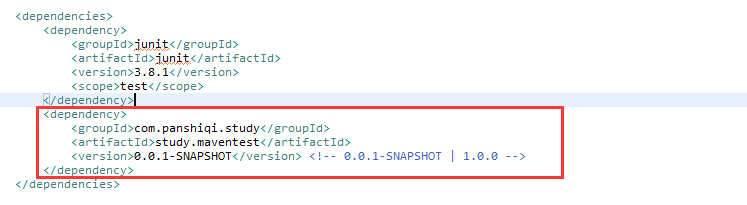 <dependencies>
<dependency>
<groupId>junit</groupId>
<artifactId>junit</artifactId>
<version>3.8.1</version>
<scope>test</scope>
</dependency>
<dependency>
<groupId>com.panshiqi.study</groupId>
<artifactId>study.maventest</artifactId>
<version>0.0.1-SNAPSHOT</version> <!-- 0.0.1-SNAPSHOT | 1.0.0 -->
</dependency>
</dependencies>